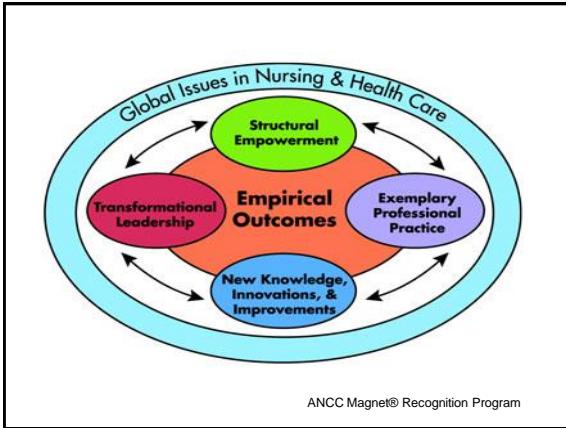 Global Issues in Nursing & Health Care
Structural
Empowerment
Transformational
Leadership
Empirical
Outcomes
Exemplary
Professional
Practice
New Knowledge,
Innovations, &
Improvements
ANCC Magnet® Recognition Program